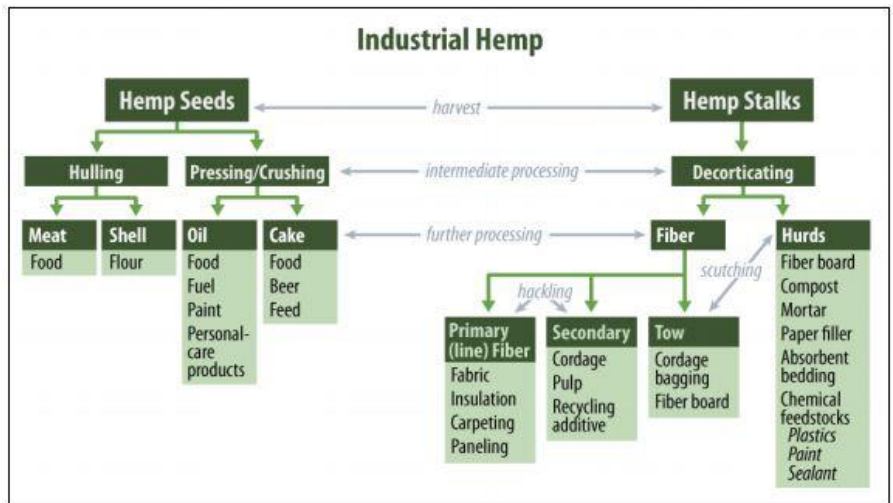 Industrial Hemp
Hemp Seeds
harvest
Hemp Stalks
Hulling
Pressing/Crushing
intermediate processing
Decorticating
Meat
Food
Shell
Flour
Oil
Food
Fuel
Paint
Personal-
care
products
Cake
Food
Beer
Feed
further processing
Fiber
hackling
scutching
Primary
(line) Fiber
Fabric
Insulation
Carpeting
Paneling
Secondary
Cordage
Pulp
Recycling
additive
Tow
Cordage
bagging
Fiber board
Hurds
Fiber board
Compost
Mortar
Paper filler
Absorbent
bedding
Chemical
feedstocks
Plastics
Paint
Sealant